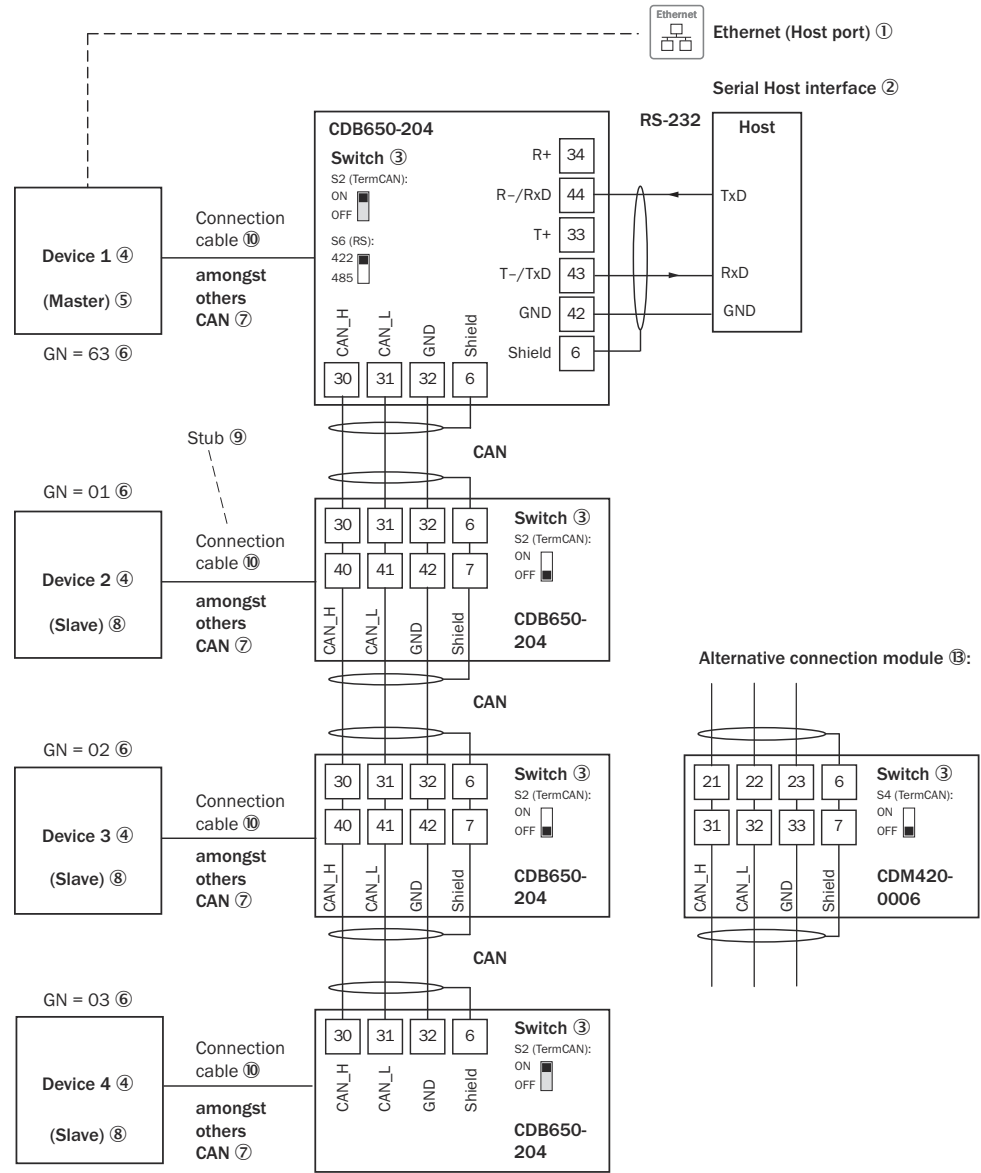 Ethernet
Ethernet (Host port) ①
Serial Host interface ②
RS-232
Host
TxD
RxD
GND
CDB650-204
Switch ③
S2 (TermCAN):
ON
OFF
S6 (RS):
422
485
R+ 34
R−/RxD 44
T+ 33
T−/TxD 43
GND 42
Shield 6
CAN_H
CAN_L
GND
Shield
30 31 32 6
Device 1 ④
(Master) ⑤
GN = 63 ⑥
Connection
cable ⑩
amongst
others
CAN ⑦
CAN
Stub ⑨
GN = 01 ⑥
Device 2 ④
(Slave) ⑧
Connection
cable ⑩
amongst
others
CAN ⑦
30 31 32 6
40 41 42 7
CAN_H
CAN_L
GND
Shield
Switch ③
S2 (TermCAN):
ON
OFF
CDB650-
204
CAN
GN = 02 ⑥
Device 3 ④
(Slave) ⑧
Connection
cable ⑩
amongst
others
CAN ⑦
30 31 32 6
40 41 42 7
CAN_H
CAN_L
GND
Shield
Switch ③
S2 (TermCAN):
ON
OFF
CDB650-
204
CAN
GN = 03 ⑥
Device 4 ④
(Slave) ⑧
Connection
cable ⑩
amongst
others
CAN ⑦
30 31 32 6
CAN_H
CAN_L
GND
Shield
Switch ③
S2 (TermCAN):
ON
OFF
CDB650-
204
Alternative connection module ⑬:
21 22 23 6
31 32 33 7
CAN_H
CAN_L
GND
Shield
Switch ③
S4 (TermCAN):
ON
OFF
CDM420-
0006